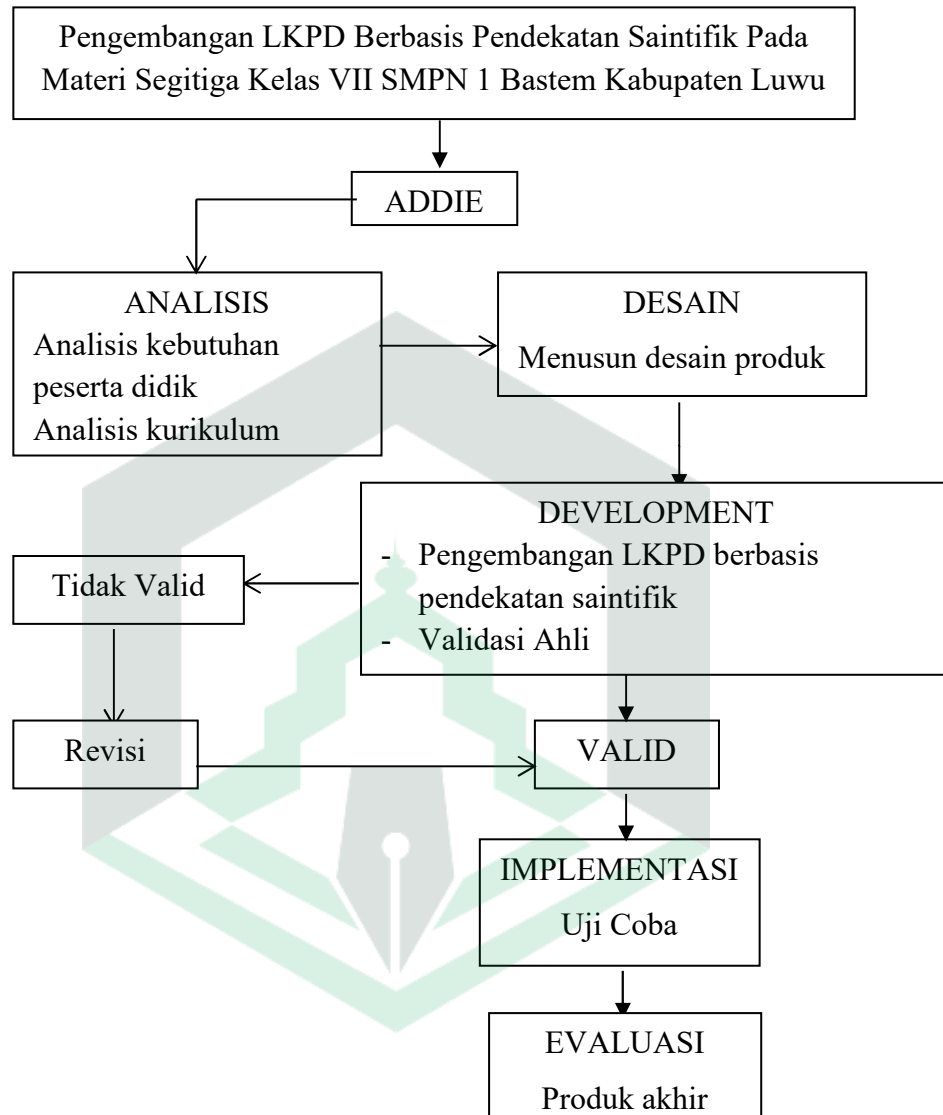 Pengembangan LKPD Berbasis Pendekatan Saintifik Pada
Materi Segitiga Kelas VII SMPN 1 Bastem Kabupaten Luwu
ADDIE
ANALISIS
Analisis kebutuhan
peserta didik
Analisis kurikulum
DESAIN
Menusun desain produk
DEVELOPMENT
- Pengembangan LKPD berbasis
pendekatan saintifik
- Validasi Ahli
Tidak Valid
Revisi
VALID
IMPLEMENTASI
Uji Coba
EVALUASI
Produk akhir